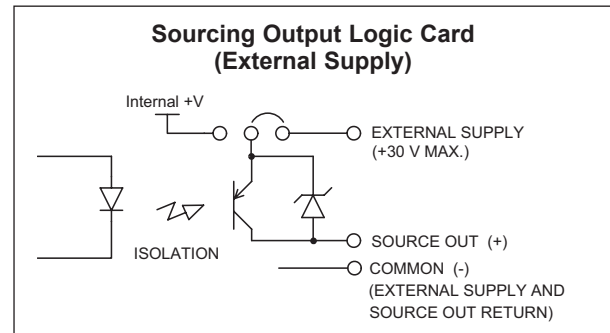 Sourcing Output Logic Card
(External Supply)
Internal +V
EXTERNAL SUPPLY
(+30 V MAX.)
ISOLATION
SOURCE OUT (+)
COMMON (-)
(EXTERNAL SUPPLY AND
SOURCE OUT RETURN)